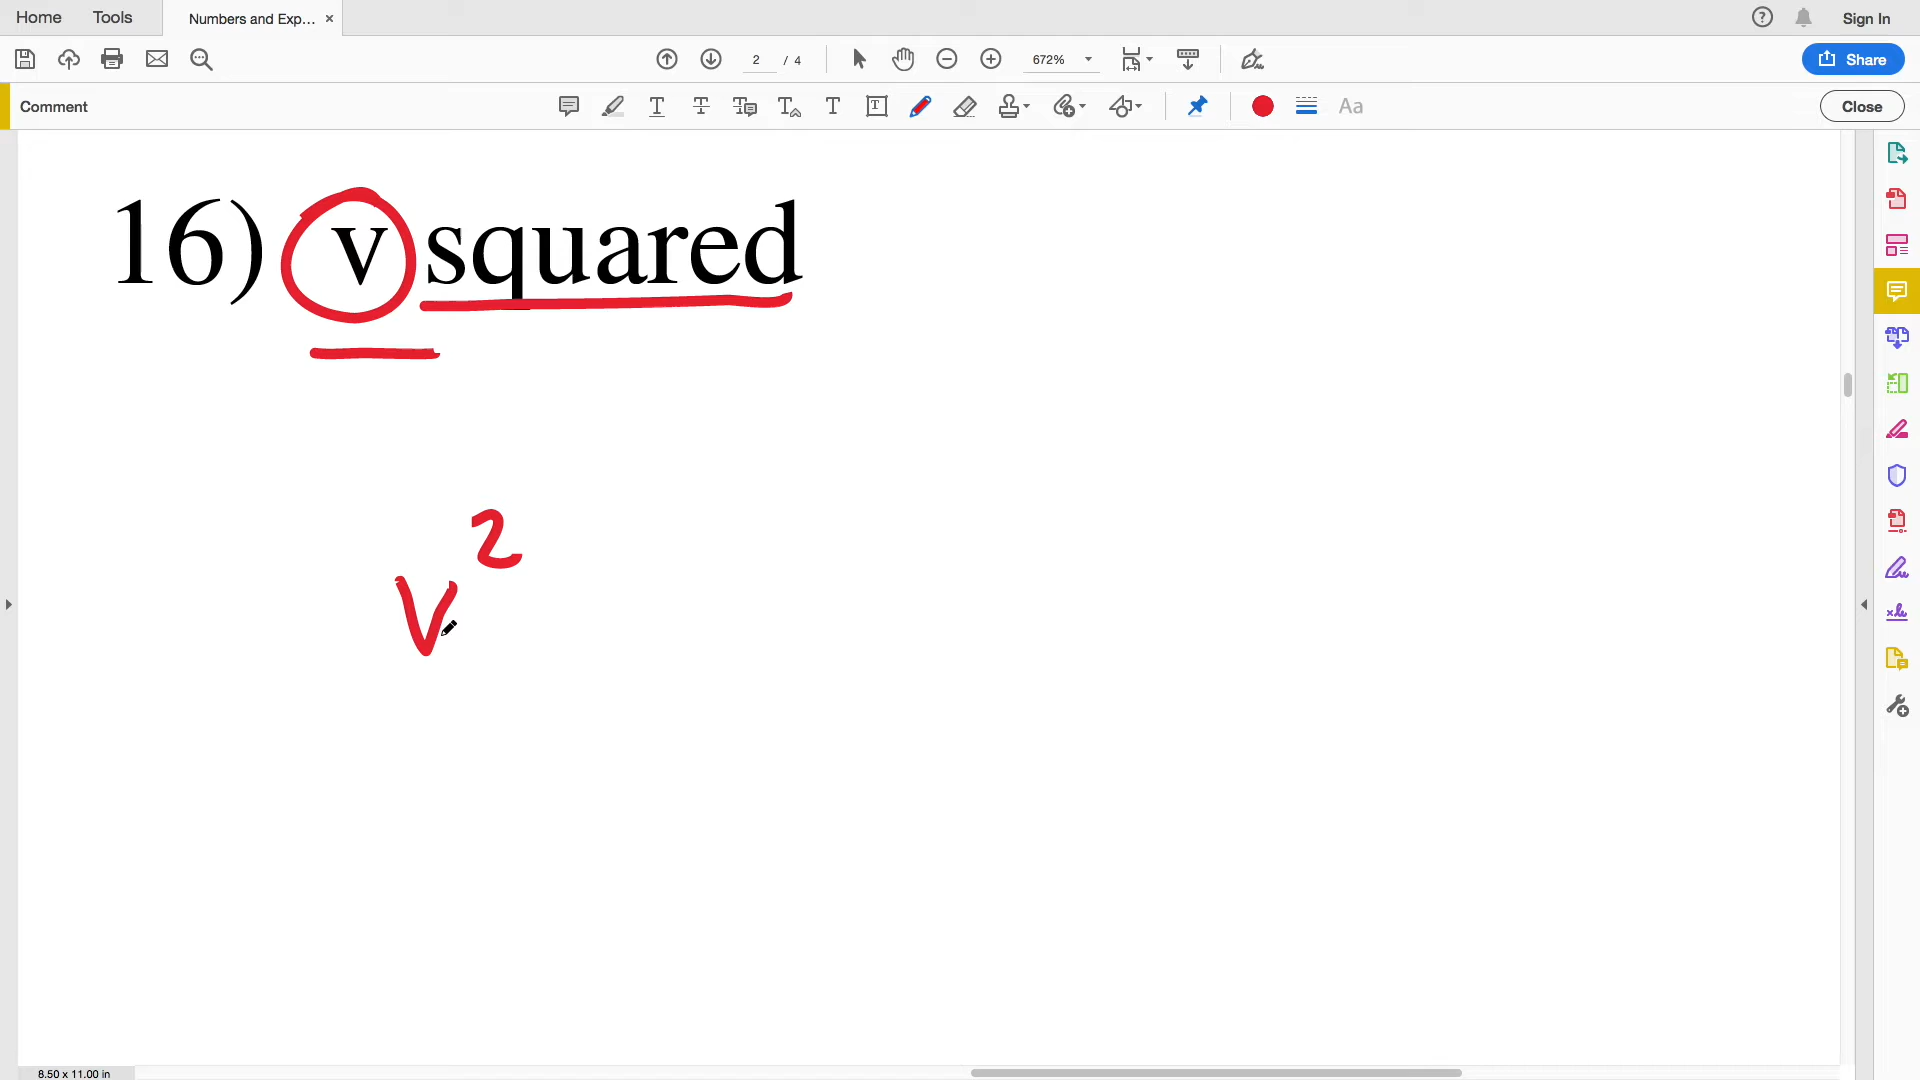 Home Tools Numbers and Exp... × Sign In
2 / 4 672% Share
Comment Aa Close
16) v squared
v²
8.50 x 11.00 in